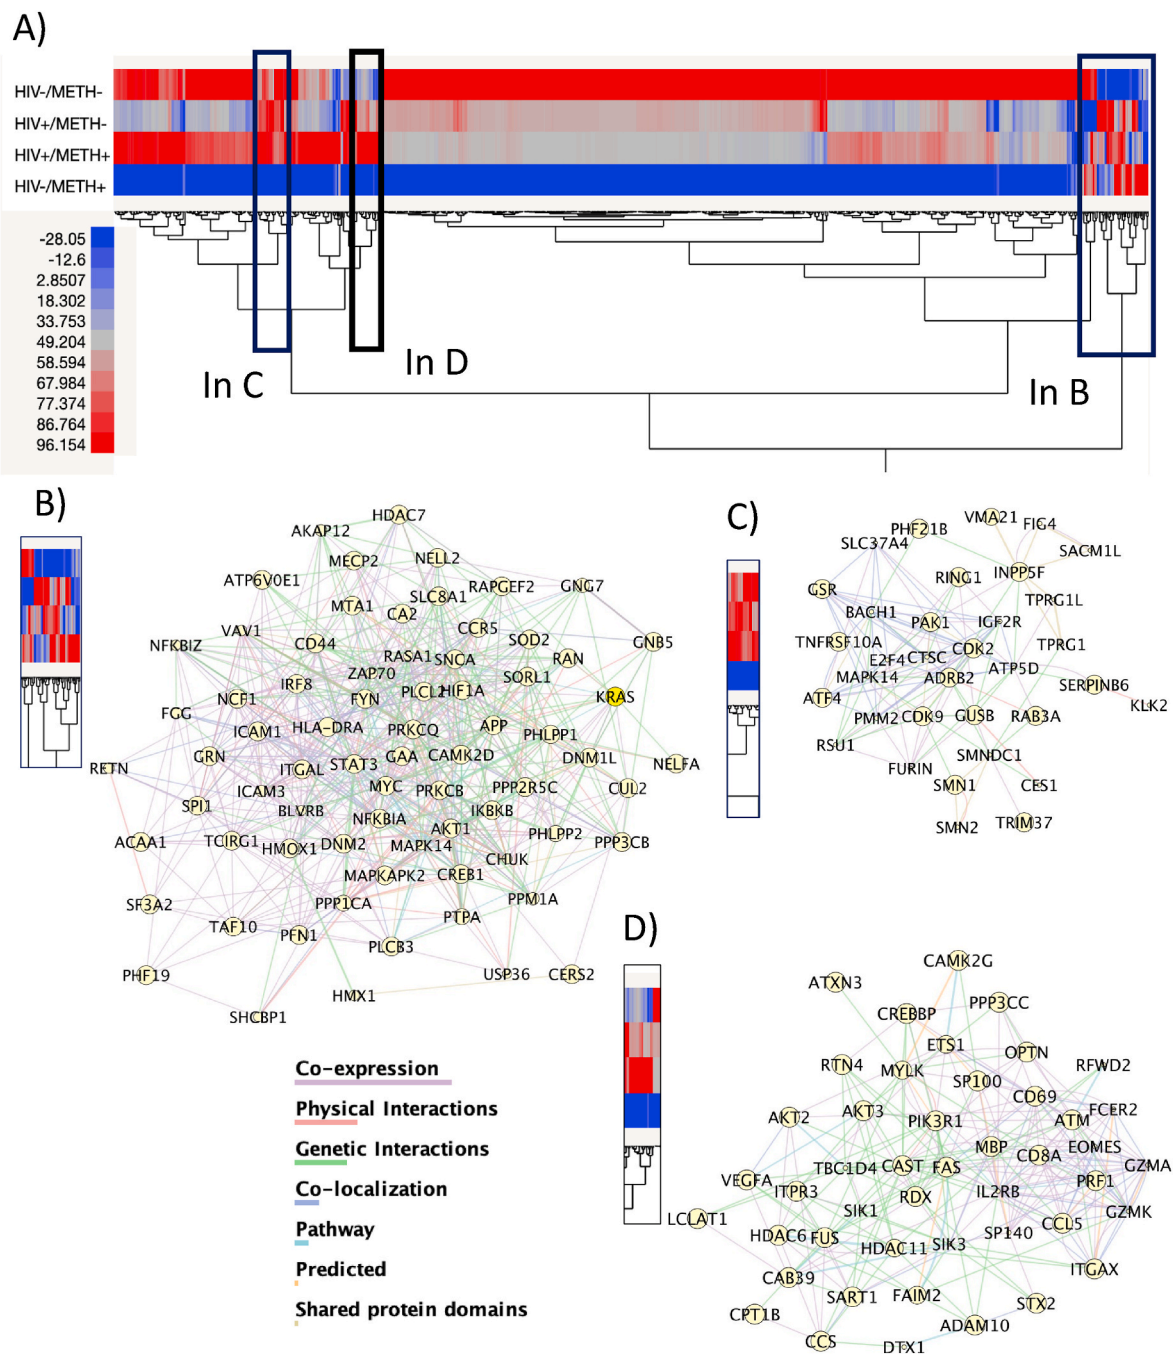 A)
HIV-/METH-
HIV+/METH-
HIV+/METH+
HIV-/METH+
-28.05
-12.6
2.8507
18.302
33.753
49.204
58.594
67.984
77.374
86.764
96.154
In C
In D
In B
B)
HDAC7
AKAP12
MECP2
NELL2
ATP6V0E1
SLC8A1
RAPGEF2
GNG7
MTA1
CA2
CCR5
SOD2
GNB5
NFKBIZ
VAV1
CD44
RASA1
SNCA
RAN
ZAP70
SORL1
IRF8
NCF1
FYN
PLCL2
HIF1A
KRAS
FGG
ICAM1
HLA-DRA
PRKCQ
APP
PHLPP1
GRN
ITGAL
STAT3
GAA
CAMK2D
DNM1L
NELFA
RETN
ICAM3
MYC
PRKCB
PPP2R5C
CUL2
SPI1
BLVRB
NFKBIA
AKT1
IKBKB
PHLPP2
PPP3CB
ACAA1
TCIRG1
HMOX1
DNM2
MAPK14
CHUK
MAPKAPK2
CREB1
SF3A2
PPP1CA
PTPA
PPM1A
TAF10
PFN1
PLCB3
PHF19
USP36
CERS2
HMX1
SHCBP1
C)
VMA21
PHF21B
FIG4
SLC37A4
SACM1L
RING1
INPP5F
GSR
TPRG1L
BACH1
PAK1
IGF2R
TNFRSF10A
TPRG1
E2F4
CTSC
CDK2
ATP5D
MAPK14
ADRB2
SERPINB6
ATF4
KLK2
PMM2
CDK9
GUSB
RAB3A
RSU1
SMNDC1
FURIN
SMN1
CES1
SMN2
TRIM37
D)
CAMK2G
ATXN3
PPP3CC
CREBBP
ETS1
OPTN
RTN4
MYLK
SP100
RFWD2
CD69
AKT2
AKT3
PIK3R1
ATM
FCER2
MBP
CD8A
EOMES
TBC1D4
CAST
FAS
GZMA
VEGFA
ITPR3
RDX
IL2RB
PRF1
LCLAT1
SIK1
GZMK
HDAC6
FUS
HDAC11
SIK3
SP140
CCL5
CAB39
ITGAX
SART1
FAIM2
STX2
CPT1B
ADAM10
CCS
DTX1
Co-expression
Physical Interactions
Genetic Interactions
Co-localization
Pathway
Predicted
Shared protein domains